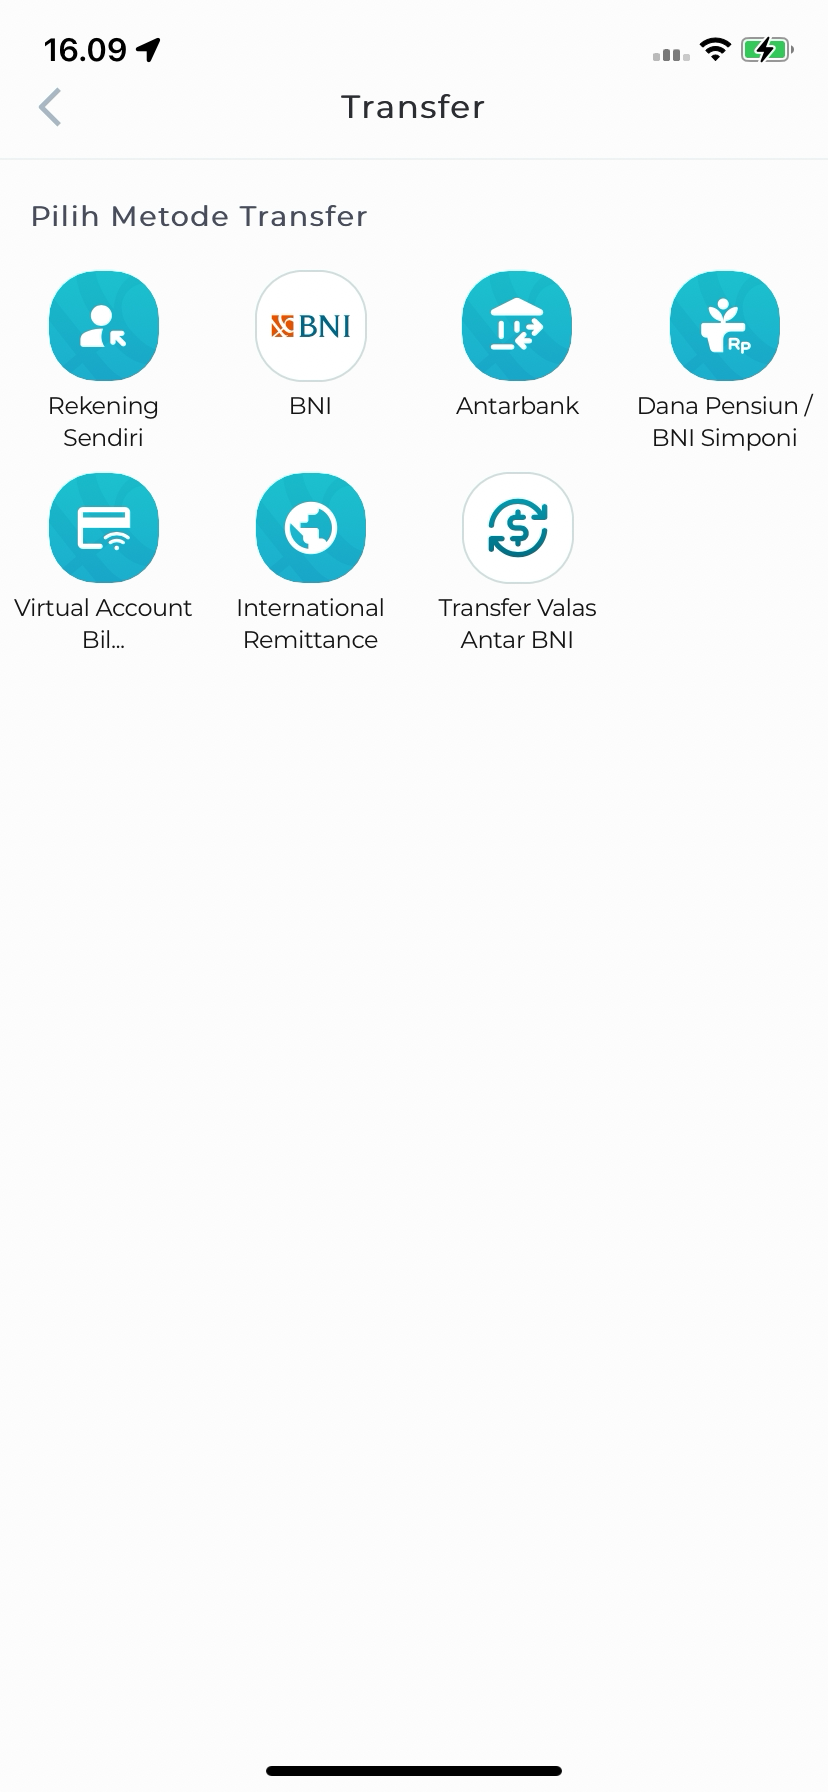 16.09
Transfer
Pilih Metode Transfer
BNI
Rp
Rekening
Sendiri
BNI
Antarbank
Dana Pensiun /
BNI Simponi
Virtual Account
Bil...
International
Remittance
Transfer Valas
Antar BNI